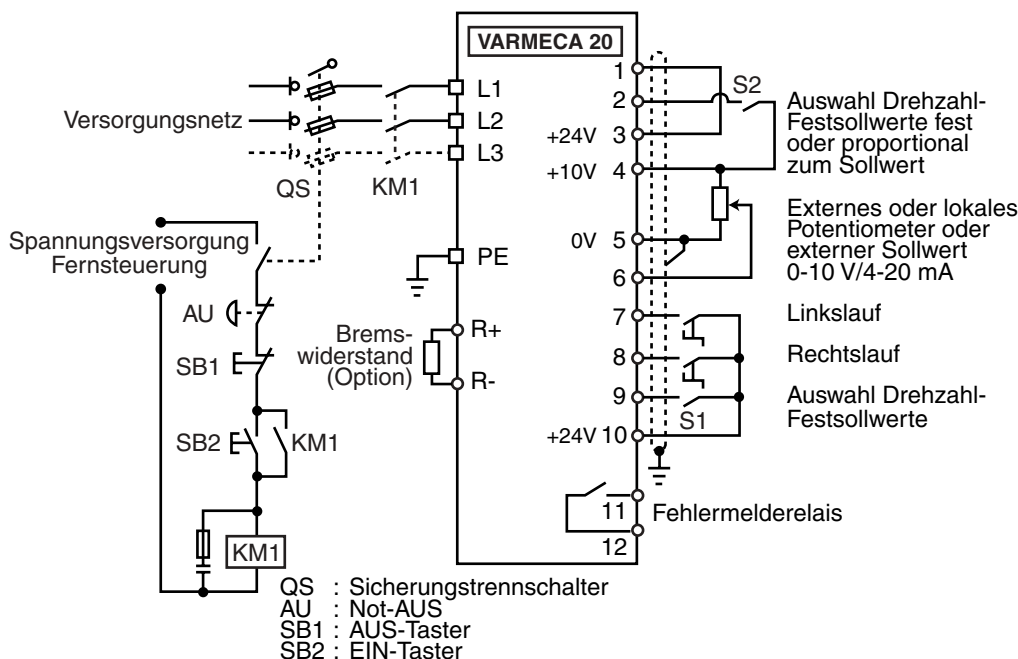 VARMECA 20
L1
L2
L3
PE
R+
R-
1
2
+24V 3
+10V 4
0V 5
6
7
8
9
+24V 10
11
12
Versorgungsnetz
QS
KM1
Spannungsversorgung
Fernsteuerung
AU
SB1
SB2
KM1
KM1
Brems-
widerstand
(Option)
S2
Auswahl Drehzahl-
Festsollwerte fest
oder proportional
zum Sollwert
Externes oder lokales
Potentiometer oder
externer Sollwert
0-10 V/4-20 mA
Linkslauf
Rechtslauf
S1
Auswahl Drehzahl-
Festsollwerte
Fehlermelderelais
QS : Sicherungstrennschalter
AU : Not-AUS
SB1 : AUS-Taster
SB2 : EIN-Taster